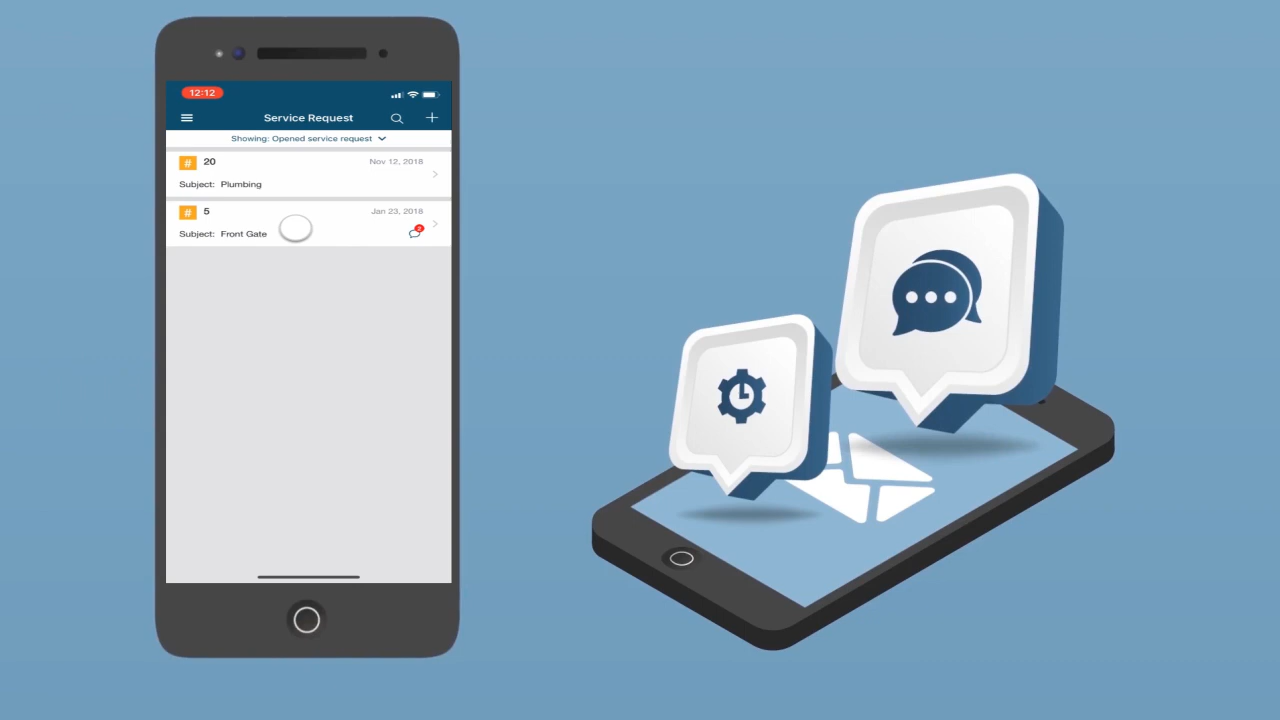 12:12
Service Request
Showing: Opened service request
# 20
Nov 12, 2018
Subject: Plumbing
# 5
Jan 23, 2018
Subject: Front Gate